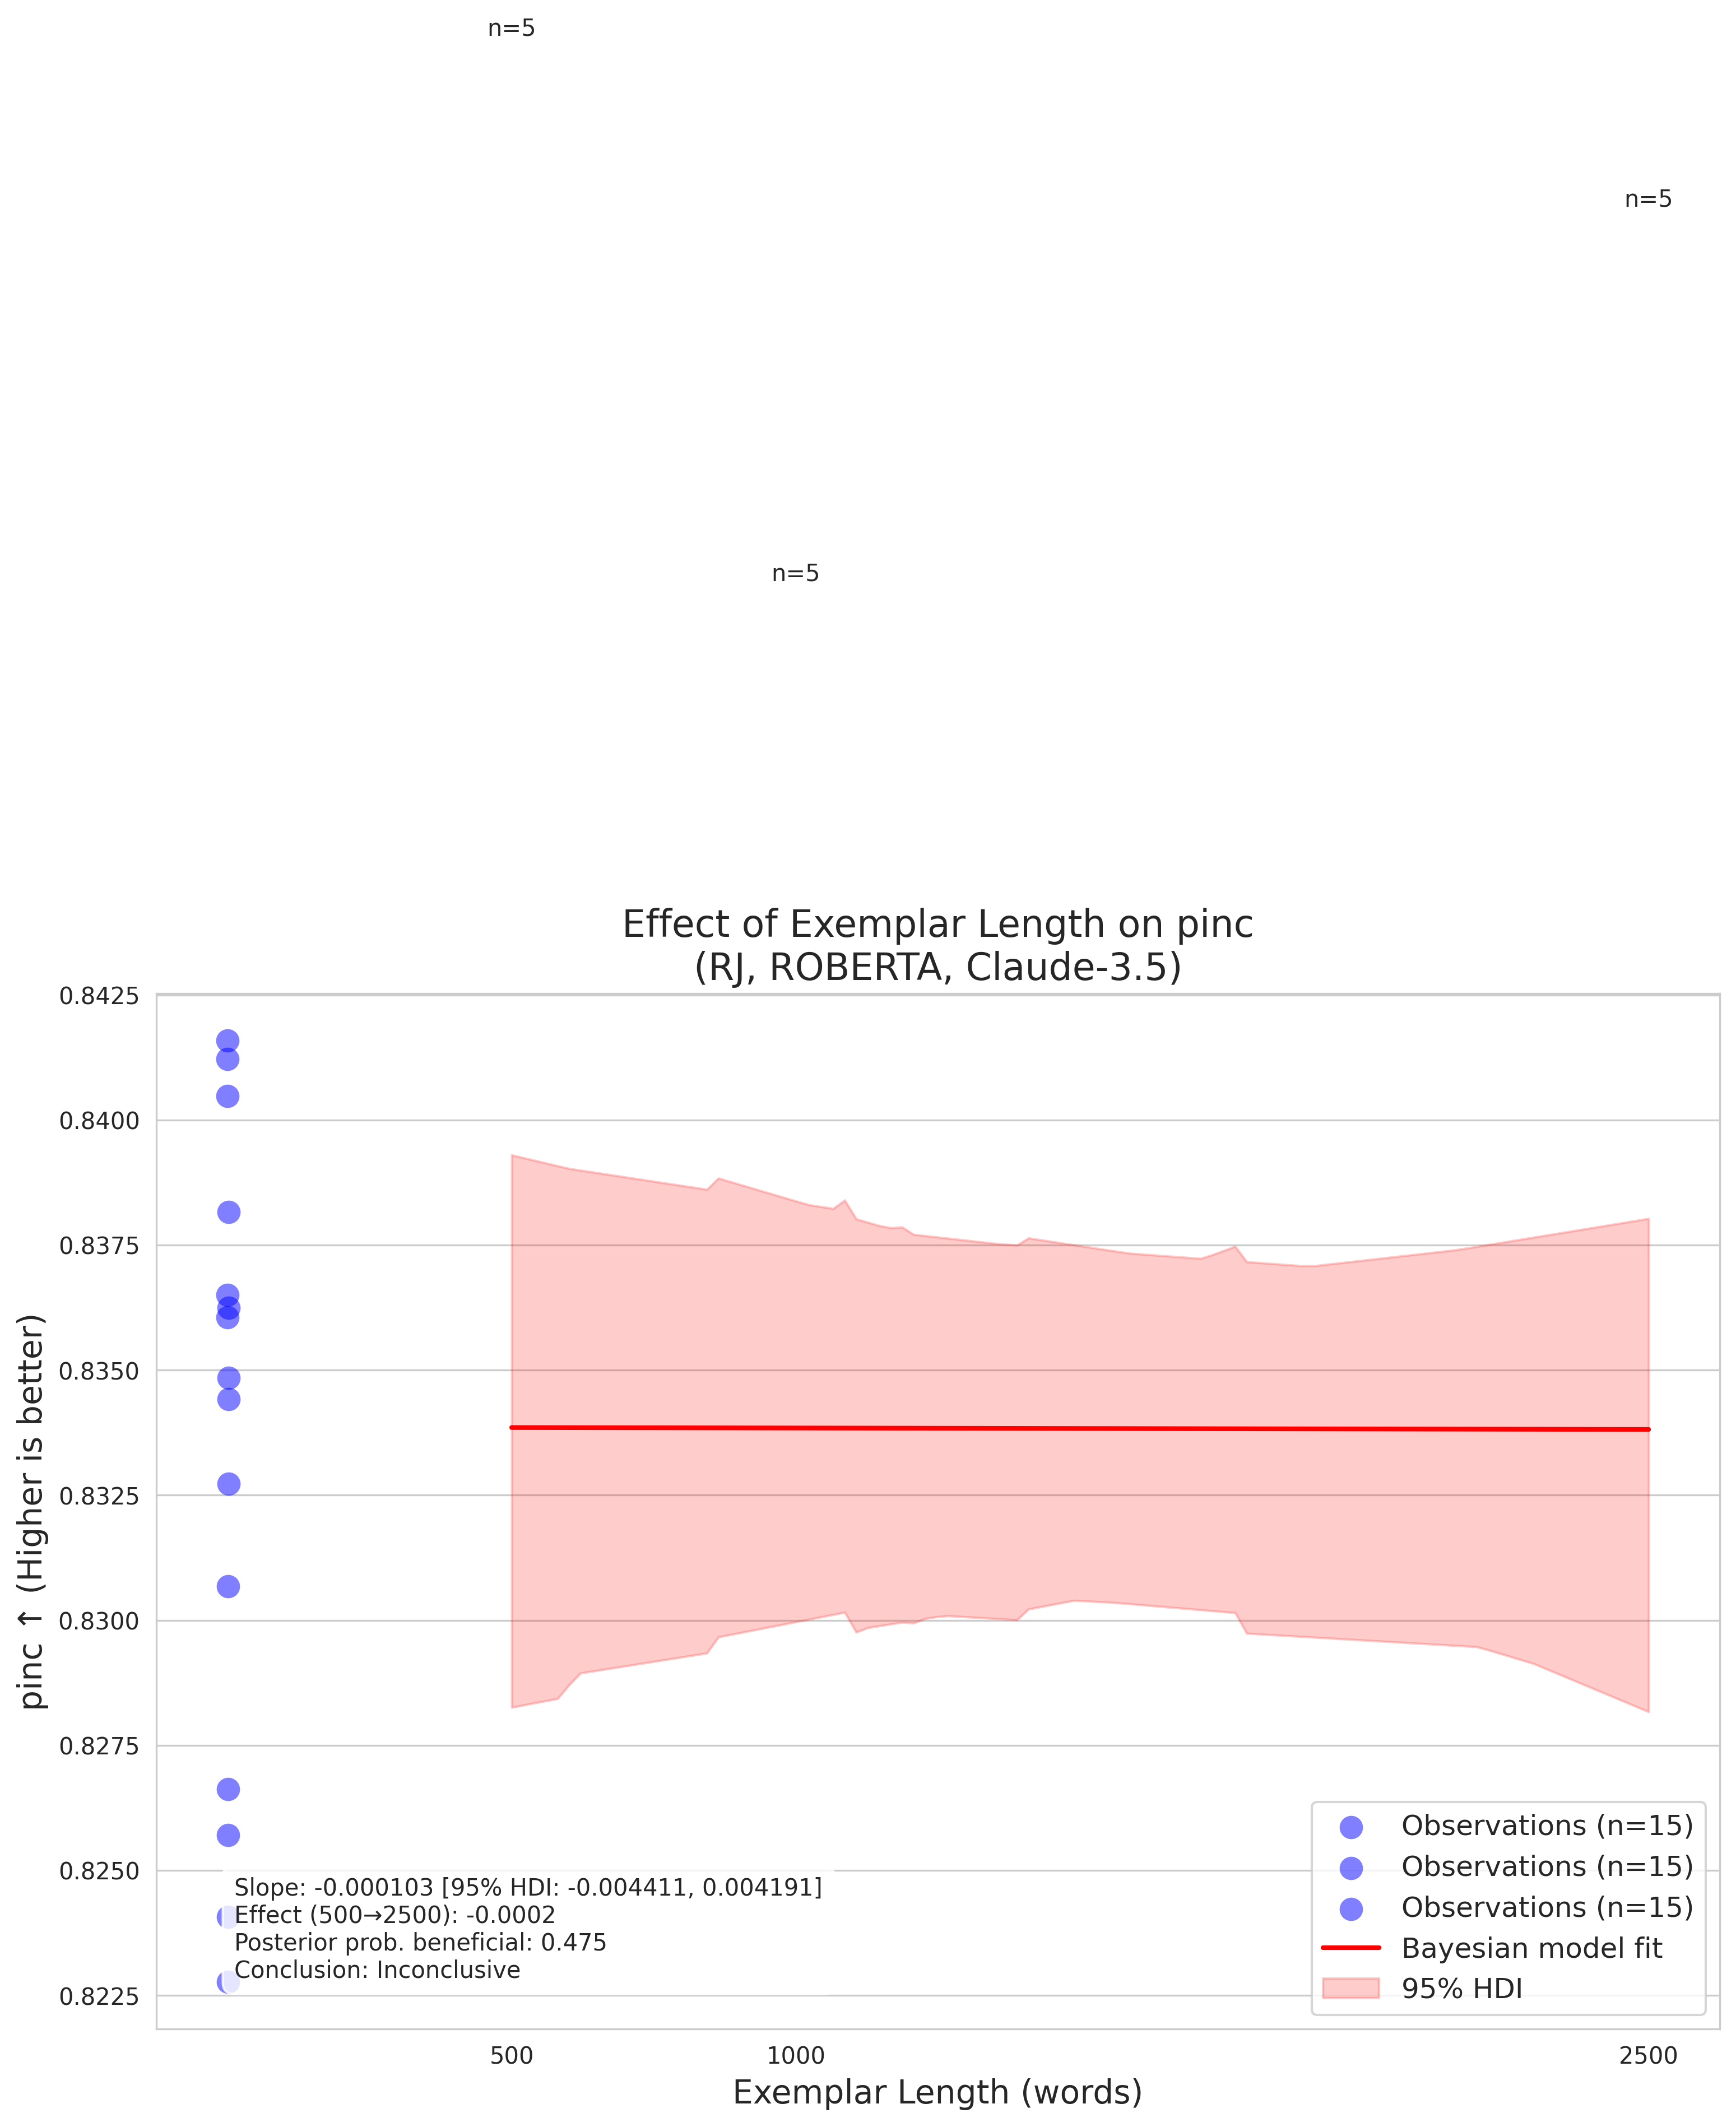 n=5
n=5
n=5
Effect of Exemplar Length on pinc
(RJ, ROBERTA, Claude-3.5)
pinc ↑ (Higher is better)
0.8425
0.8400
0.8375
0.8350
0.8325
0.8300
0.8275
0.8250
0.8225
Slope: -0.000103 [95% HDI: -0.004411, 0.004191]
Effect (500→2500): -0.0002
Posterior prob. beneficial: 0.475
Conclusion: Inconclusive
Observations (n=15)
Observations (n=15)
Observations (n=15)
Bayesian model fit
95% HDI
500
1000
2500
Exemplar Length (words)